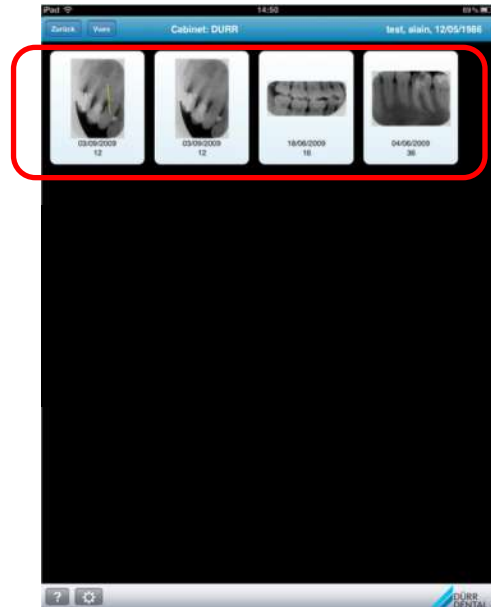 iPad 14:50 69%
Zurück Vues Cabinet: DURR test, alain, 12/05/1986
03/09/2009
12
03/09/2009
12
18/06/2009
16
04/06/2009
36
?
DÜRR
DENTAL